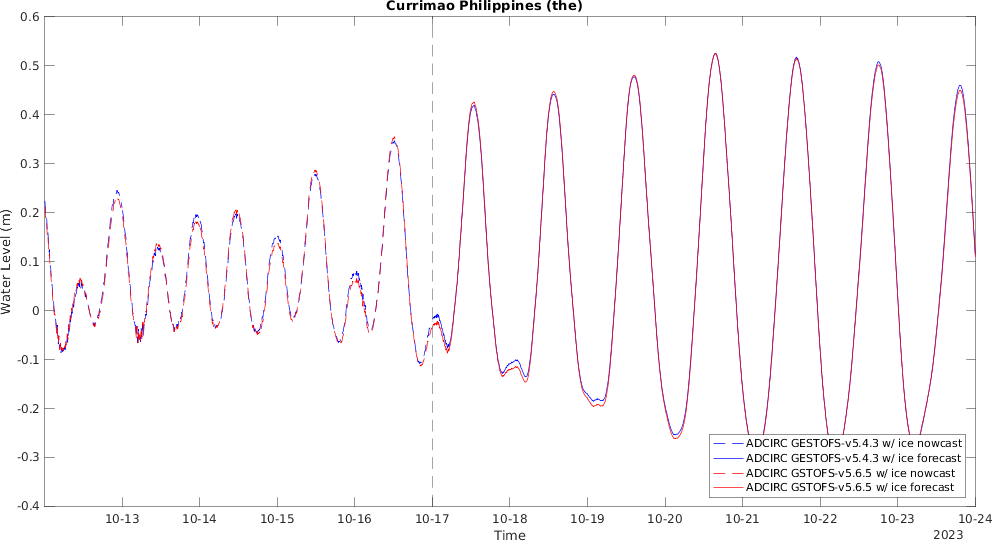 Currimao Philippines (the)
0.6
0.5
0.4
0.3
0.2
0.1
0
-0.1
-0.2
-0.3
-0.4
Water Level (m)
ADCIRC GESTOFS-v5.4.3 w/ ice nowcast
ADCIRC GESTOFS-v5.4.3 w/ ice forecast
ADCIRC GSTOFS-v5.6.5 w/ ice nowcast
ADCIRC GSTOFS-v5.6.5 w/ ice forecast
10-13 10-14 10-15 10-16 10-17 10-18 10-19 10-20 10-21 10-22 10-23 10-24
Time
2023